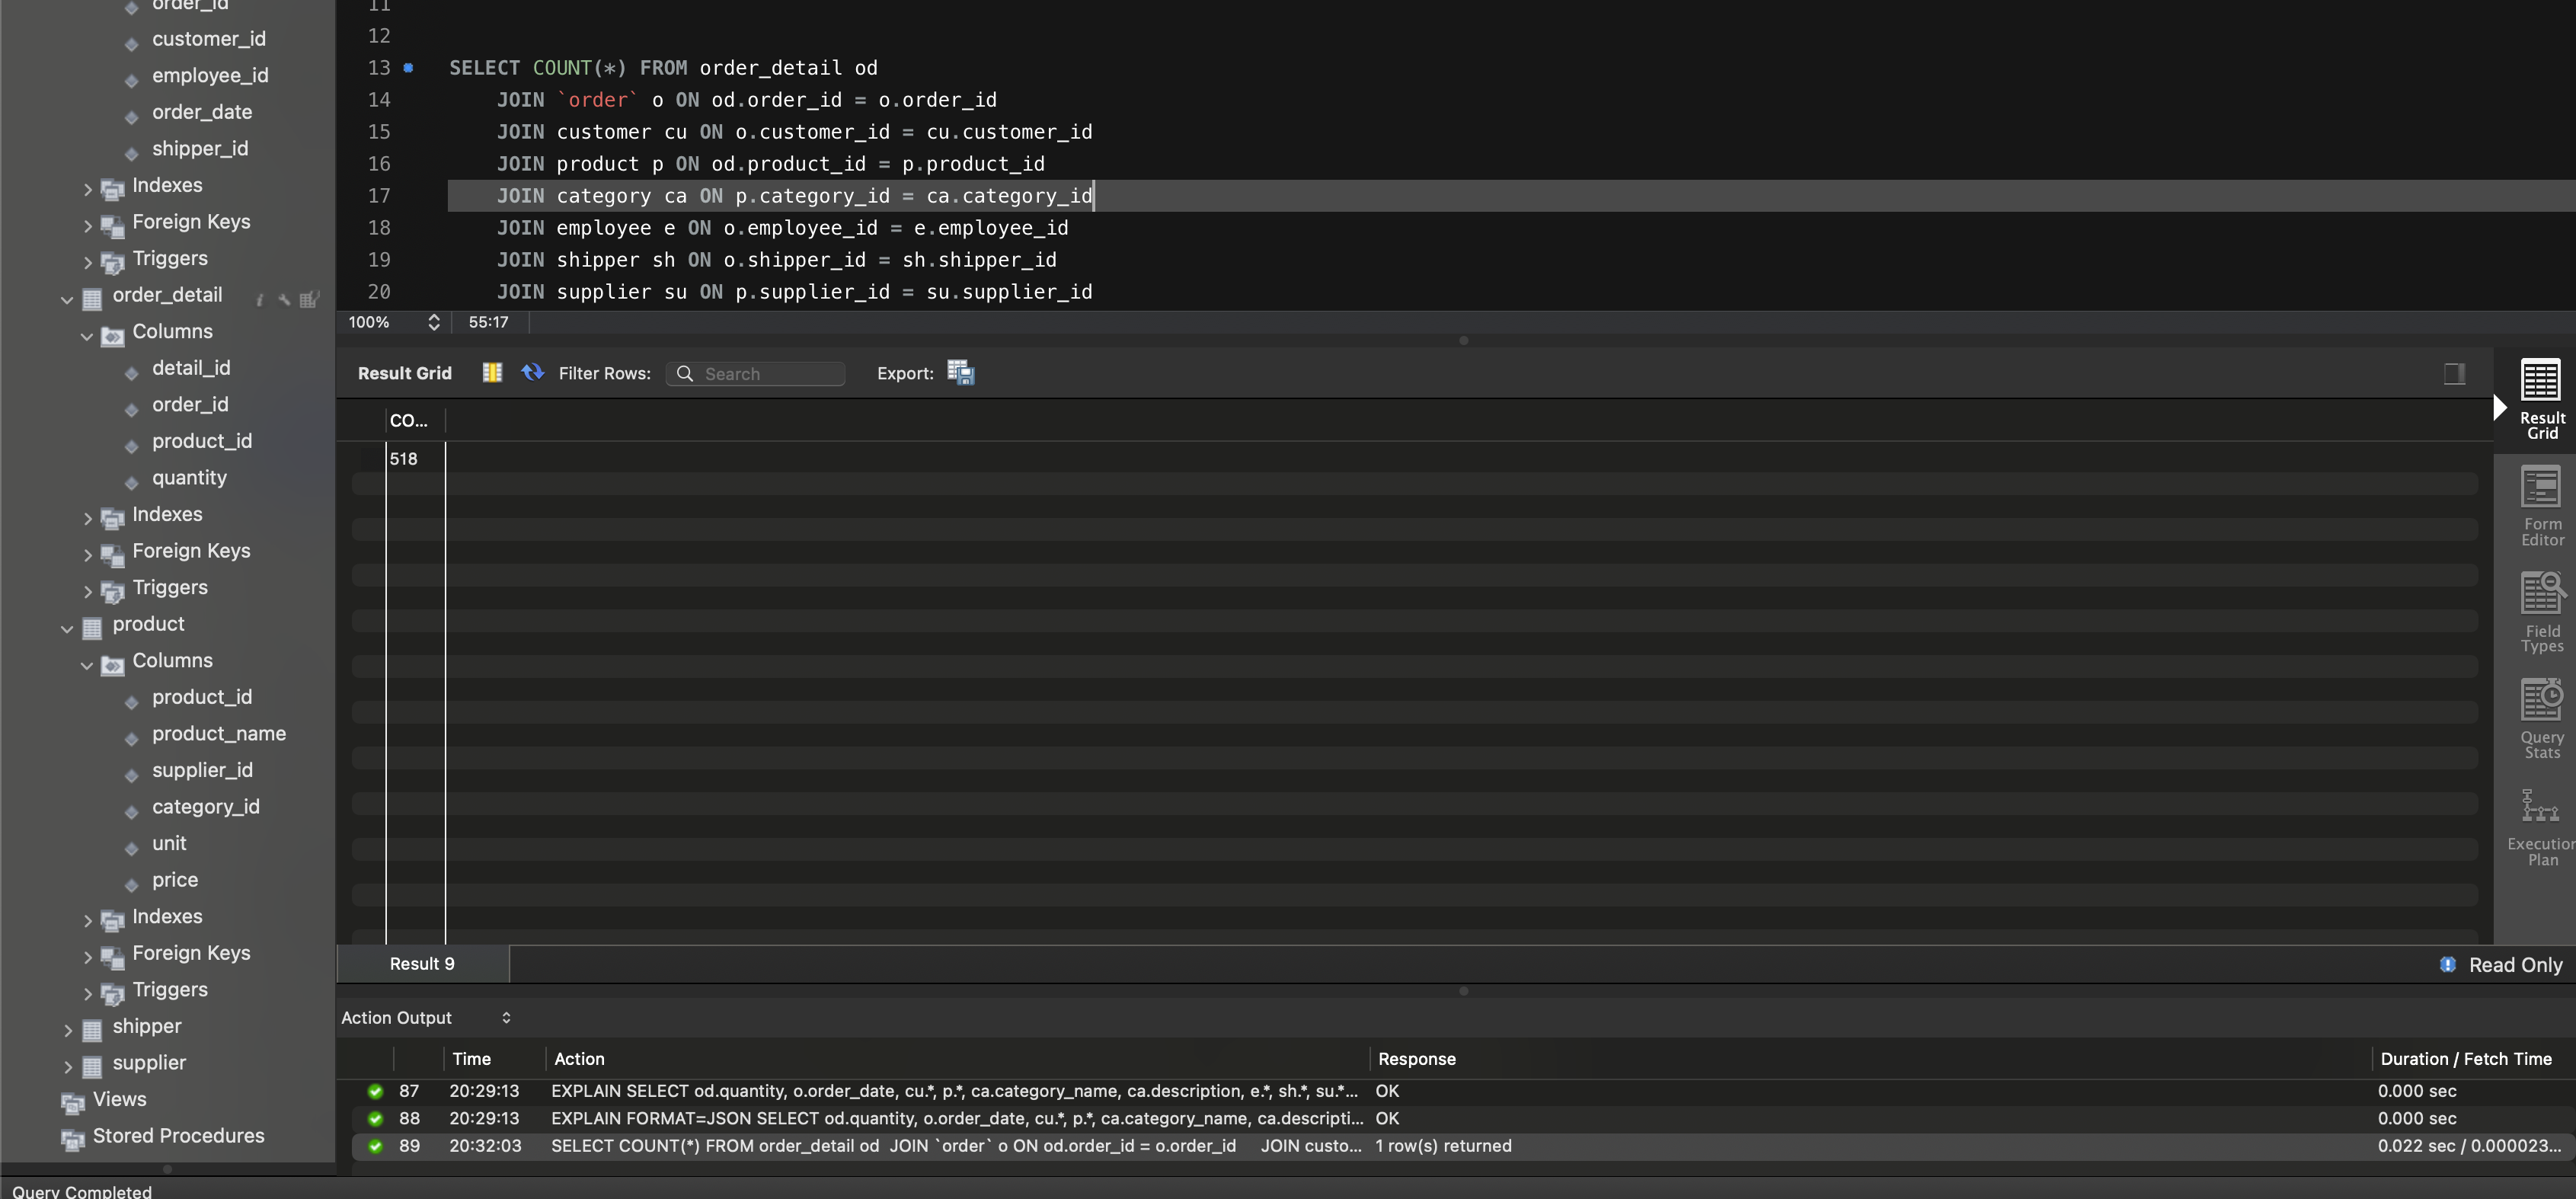 order_id
customer_id
employee_id
order_date
shipper_id
Indexes
Foreign Keys
Triggers
order_detail
Columns
detail_id
order_id
product_id
quantity
Indexes
Foreign Keys
Triggers
product
Columns
product_id
product_name
supplier_id
category_id
unit
price
Indexes
Foreign Keys
Triggers
shipper
supplier
Views
Stored Procedures
Query Completed
11
12
13 SELECT COUNT(*) FROM order_detail od
14 JOIN `order` o ON od.order_id = o.order_id
15 JOIN customer cu ON o.customer_id = cu.customer_id
16 JOIN product p ON od.product_id = p.product_id
17 JOIN category ca ON p.category_id = ca.category_id
18 JOIN employee e ON o.employee_id = e.employee_id
19 JOIN shipper sh ON o.shipper_id = sh.shipper_id
20 JOIN supplier su ON p.supplier_id = su.supplier_id
100% 55:17
Result Grid Filter Rows: Search Export:
CO...
518
Result
Grid
Form
Editor
Field
Types
Query
Stats
Execution
Plan
Result 9 Read Only
Action Output
Time Action Response Duration / Fetch Time
87 20:29:13 EXPLAIN SELECT od.quantity, o.order_date, cu.*, p.*, ca.category_name, ca.description, e.*, sh.*, su.*... OK 0.000 sec
88 20:29:13 EXPLAIN FORMAT=JSON SELECT od.quantity, o.order_date, cu.*, p.*, ca.category_name, ca.descripti... OK 0.000 sec
89 20:32:03 SELECT COUNT(*) FROM order_detail od JOIN `order` o ON od.order_id = o.order_id JOIN custo... 1 row(s) returned 0.022 sec / 0.000023...